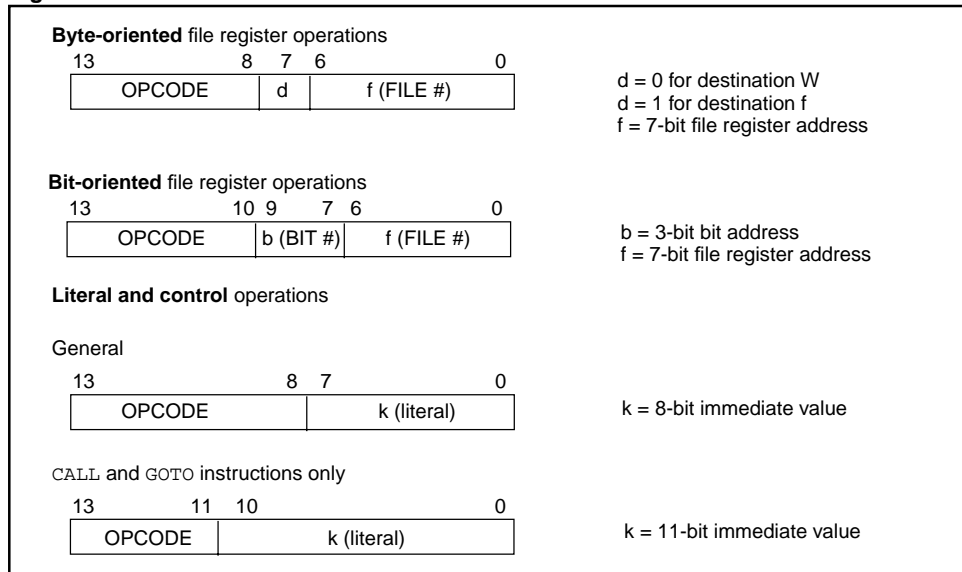 Byte-oriented file register operations
13 8 7 6 0
OPCODE d f (FILE #)
d = 0 for destination W
d = 1 for destination f
f = 7-bit file register address
Bit-oriented file register operations
13 10 9 7 6 0
OPCODE b (BIT #) f (FILE #)
b = 3-bit bit address
f = 7-bit file register address
Literal and control operations
General
13 8 7 0
OPCODE k (literal)
k = 8-bit immediate value
CALL and GOTO instructions only
13 11 10 0
OPCODE k (literal)
k = 11-bit immediate value